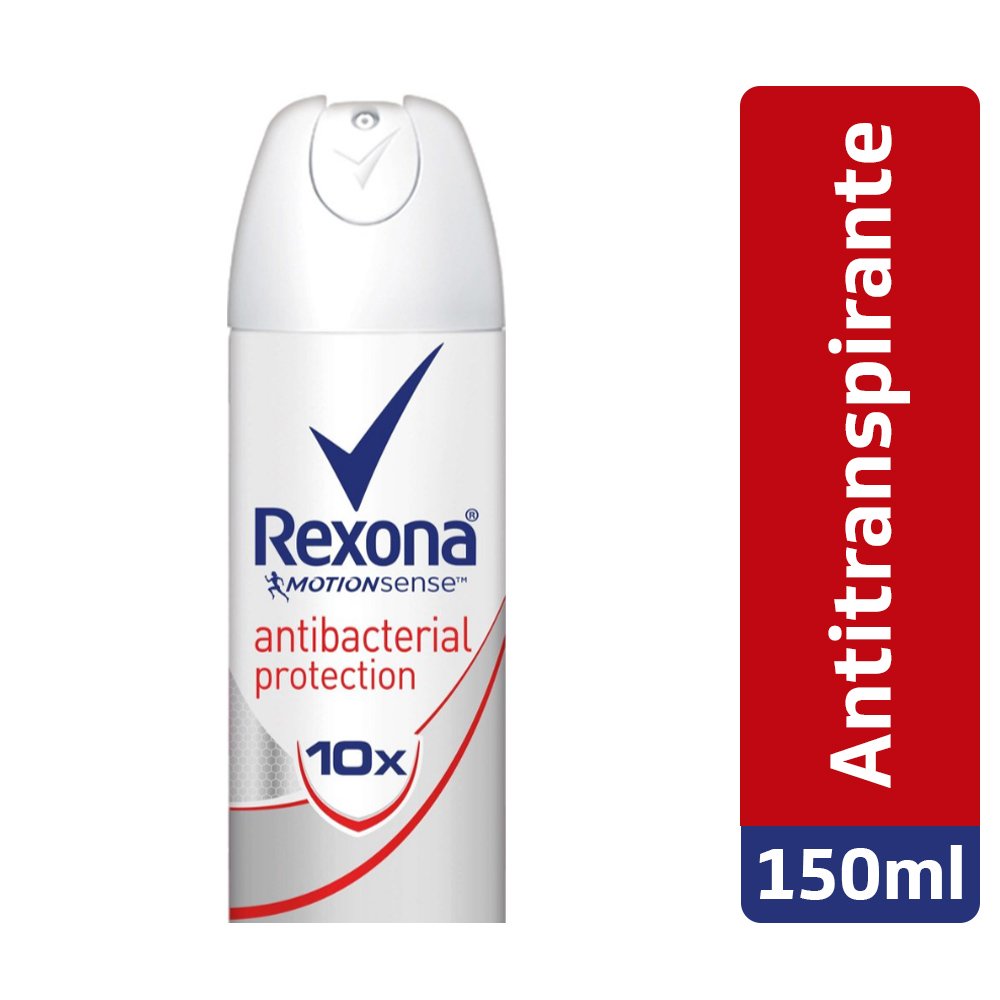 Rexona®
MOTIONsense™
antibacterial
protection
10x
Antitranspirante
150ml